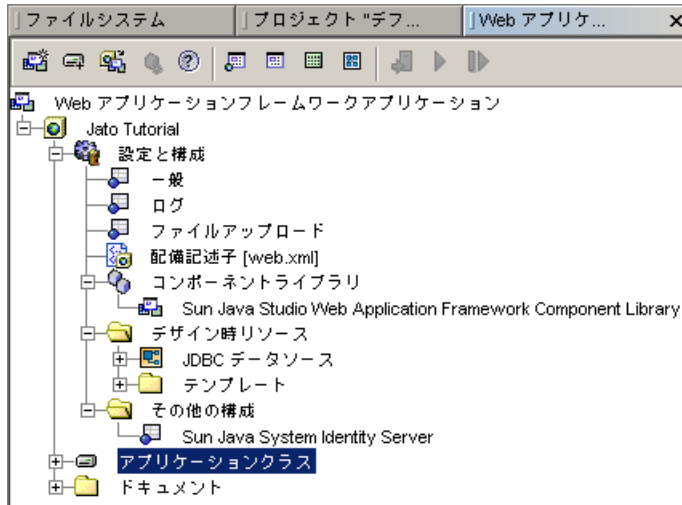 ファイルシステム
プロジェクト "デフ...
Web アプリケ...
Web アプリケーションフレームワークアプリケーション
Jato Tutorial
設定と構成
一般
ログ
ファイルアップロード
配備記述子 [web.xml]
コンポーネントライブラリ
Sun Java Studio Web Application Framework Component Library
デザイン時リソース
JDBC データソース
テンプレート
その他の構成
Sun Java System Identity Server
アプリケーションクラス
ドキュメント